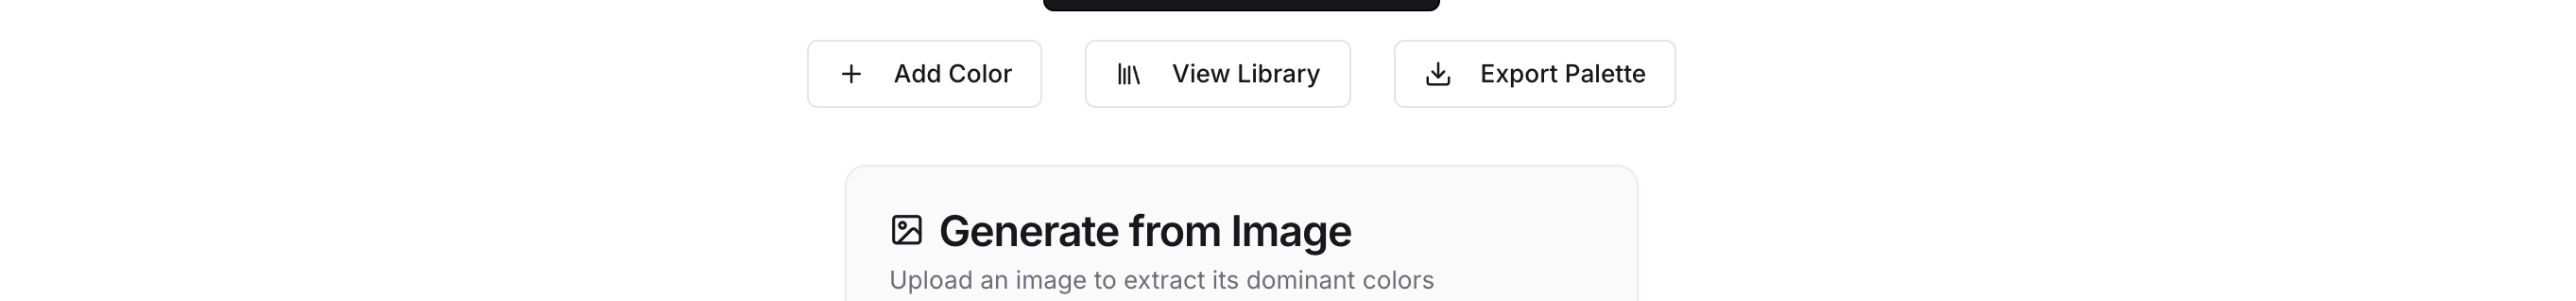 Add Color View Library Export Palette
Generate from Image
Upload an image to extract its dominant colors